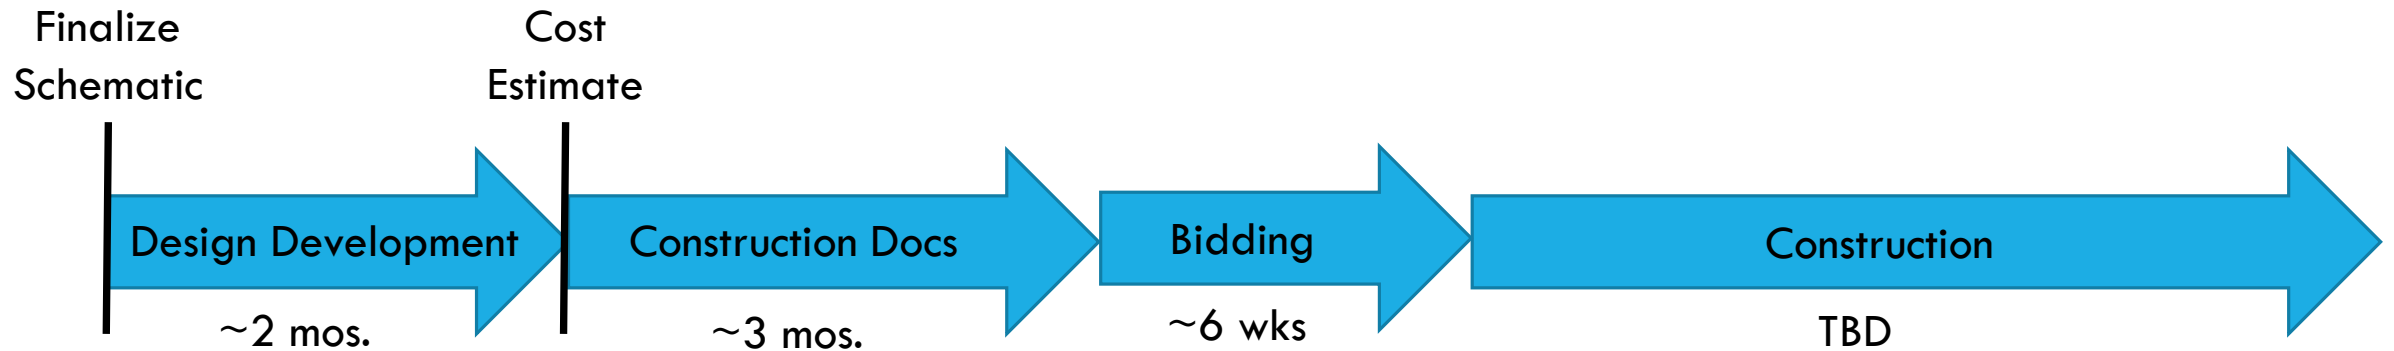 Finalize
Schematic
Cost
Estimate
Design Development
Construction Docs
Bidding
Construction
~2 mos.
~3 mos.
~6 wks
TBD